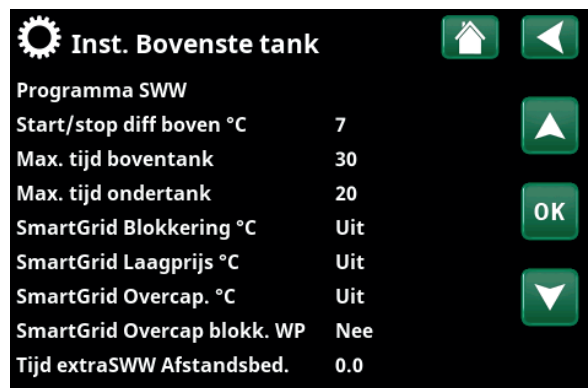 Inst. Bovenste tank
Programma SWW
Start/stop diff boven °C 7
Max. tijd boventank 30
Max. tijd ondertank 20
SmartGrid Blokkering °C Uit
SmartGrid Laagprijs °C Uit
SmartGrid Overcap. °C Uit
SmartGrid Overcap blokk. WP Nee
Tijd extraSWW Afstandsbed. 0.0
OK